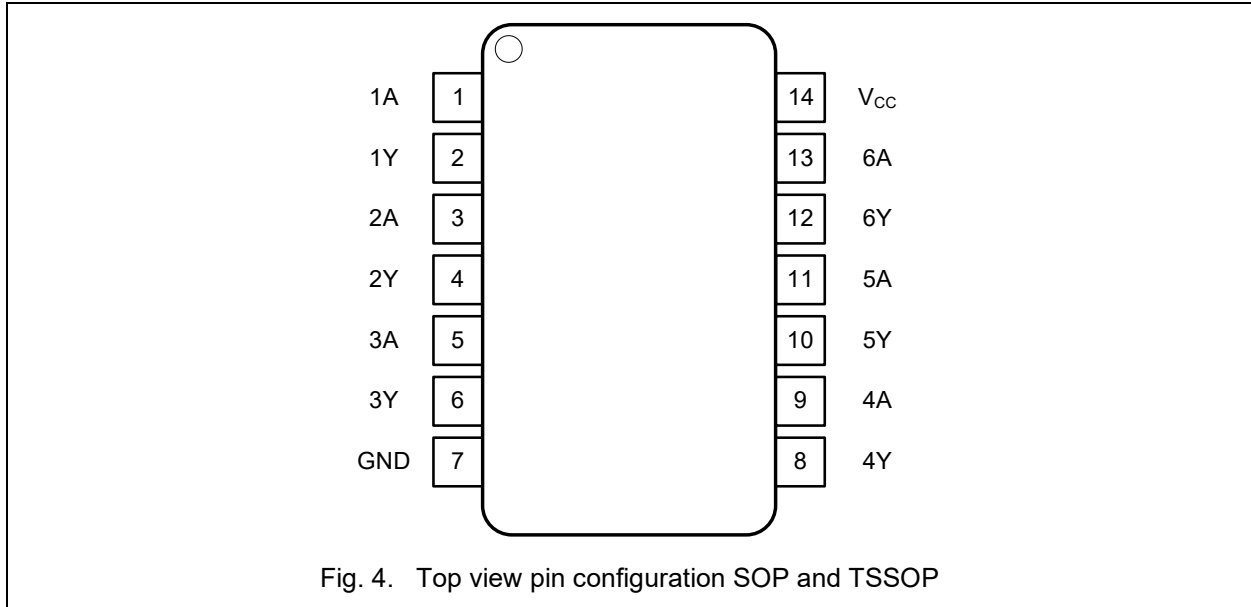 1A 1 14 VCC
1Y 2 13 6A
2A 3 12 6Y
2Y 4 11 5A
3A 5 10 5Y
3Y 6 9 4A
GND 7 8 4Y
Fig. 4. Top view pin configuration SOP and TSSOP